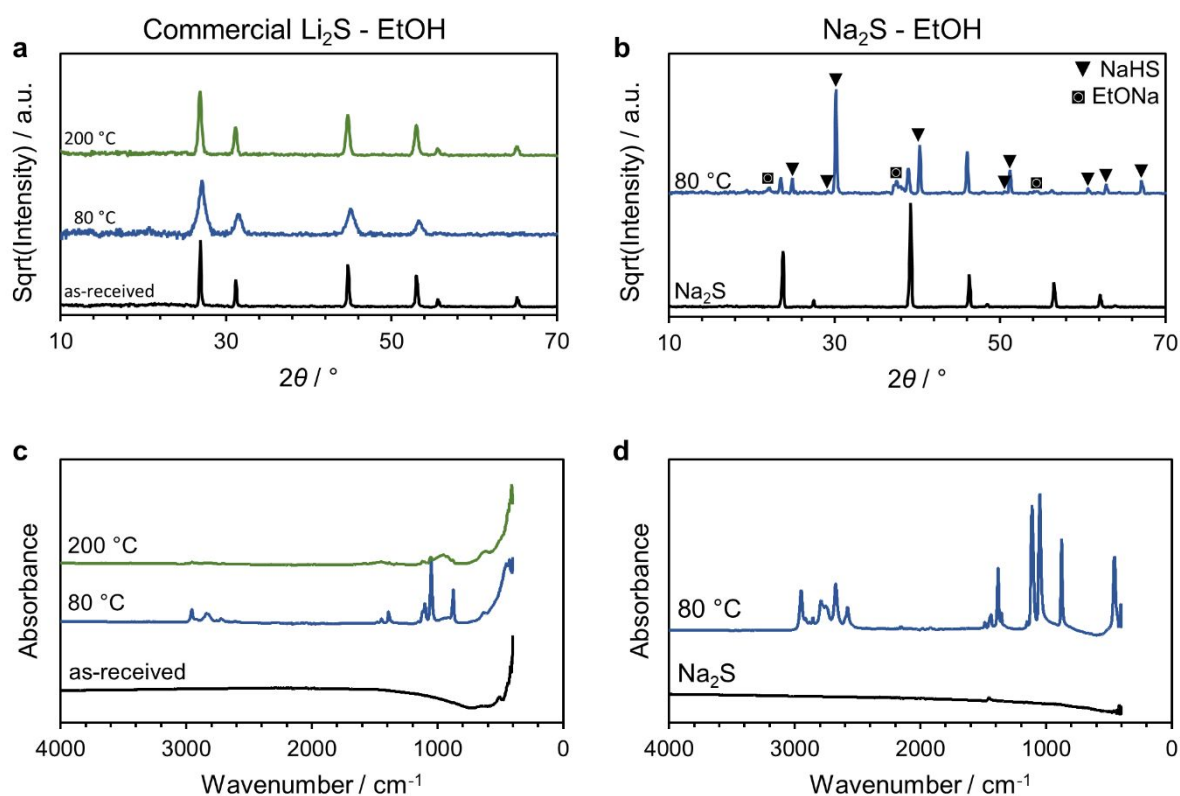 Commercial Li₂S - EtOH
a
Sqrt(Intensity) / a.u.
200 °C
80 °C
as-received
10 30 50 70
2θ / °
Na₂S - EtOH
b
Sqrt(Intensity) / a.u.
▼ NaHS
◙ EtONa
80 °C
Na₂S
10 30 50 70
2θ / °
c
Absorbance
200 °C
80 °C
as-received
4000 3000 2000 1000 0
Wavenumber / cm⁻¹
d
Absorbance
80 °C
Na₂S
4000 3000 2000 1000 0
Wavenumber / cm⁻¹